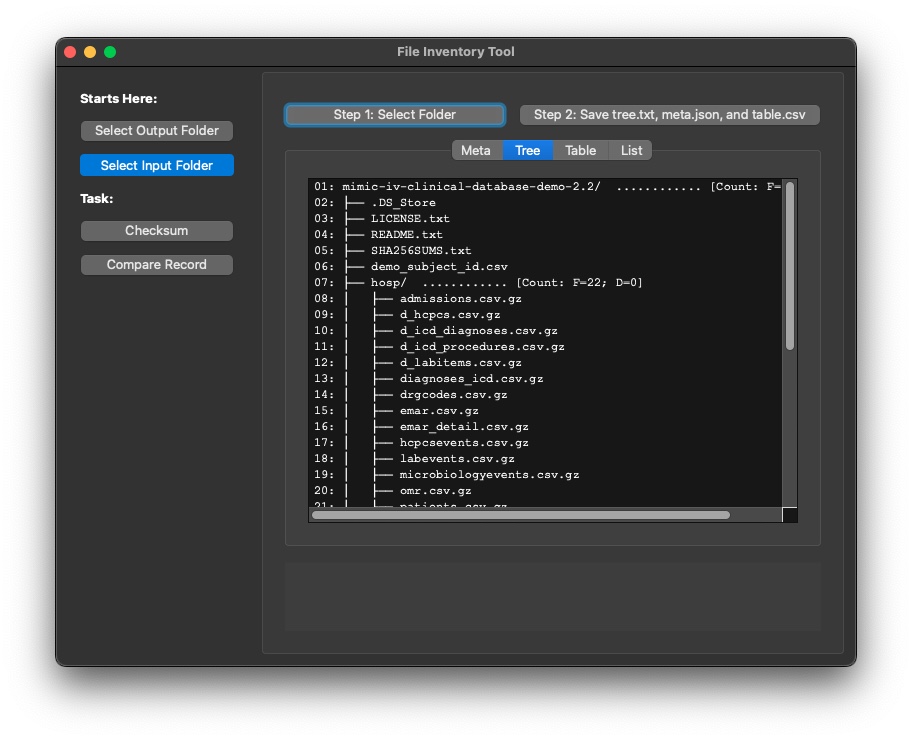 File Inventory Tool
Starts Here:
Select Output Folder
Select Input Folder
Task:
Checksum
Compare Record
Step 1: Select Folder
Step 2: Save tree.txt, meta.json, and table.csv
Meta Tree Table List
01: mimic-iv-clinical-database-demo-2.2/ ............ [Count: F=
02: ├── .DS_Store
03: ├── LICENSE.txt
04: ├── README.txt
05: ├── SHA256SUMS.txt
06: ├── demo_subject_id.csv
07: ├── hosp/ ............ [Count: F=22; D=0]
08: │   ├── admissions.csv.gz
09: │   ├── d_hcpcs.csv.gz
10: │   ├── d_icd_diagnoses.csv.gz
11: │   ├── d_icd_procedures.csv.gz
12: │   ├── d_labitems.csv.gz
13: │   ├── diagnoses_icd.csv.gz
14: │   ├── drgcodes.csv.gz
15: │   ├── emar.csv.gz
16: │   ├── emar_detail.csv.gz
17: │   ├── hcpcsevents.csv.gz
18: │   ├── labevents.csv.gz
19: │   ├── microbiologyevents.csv.gz
20: │   ├── omr.csv.gz
21: │   ├── patients.csv.gz